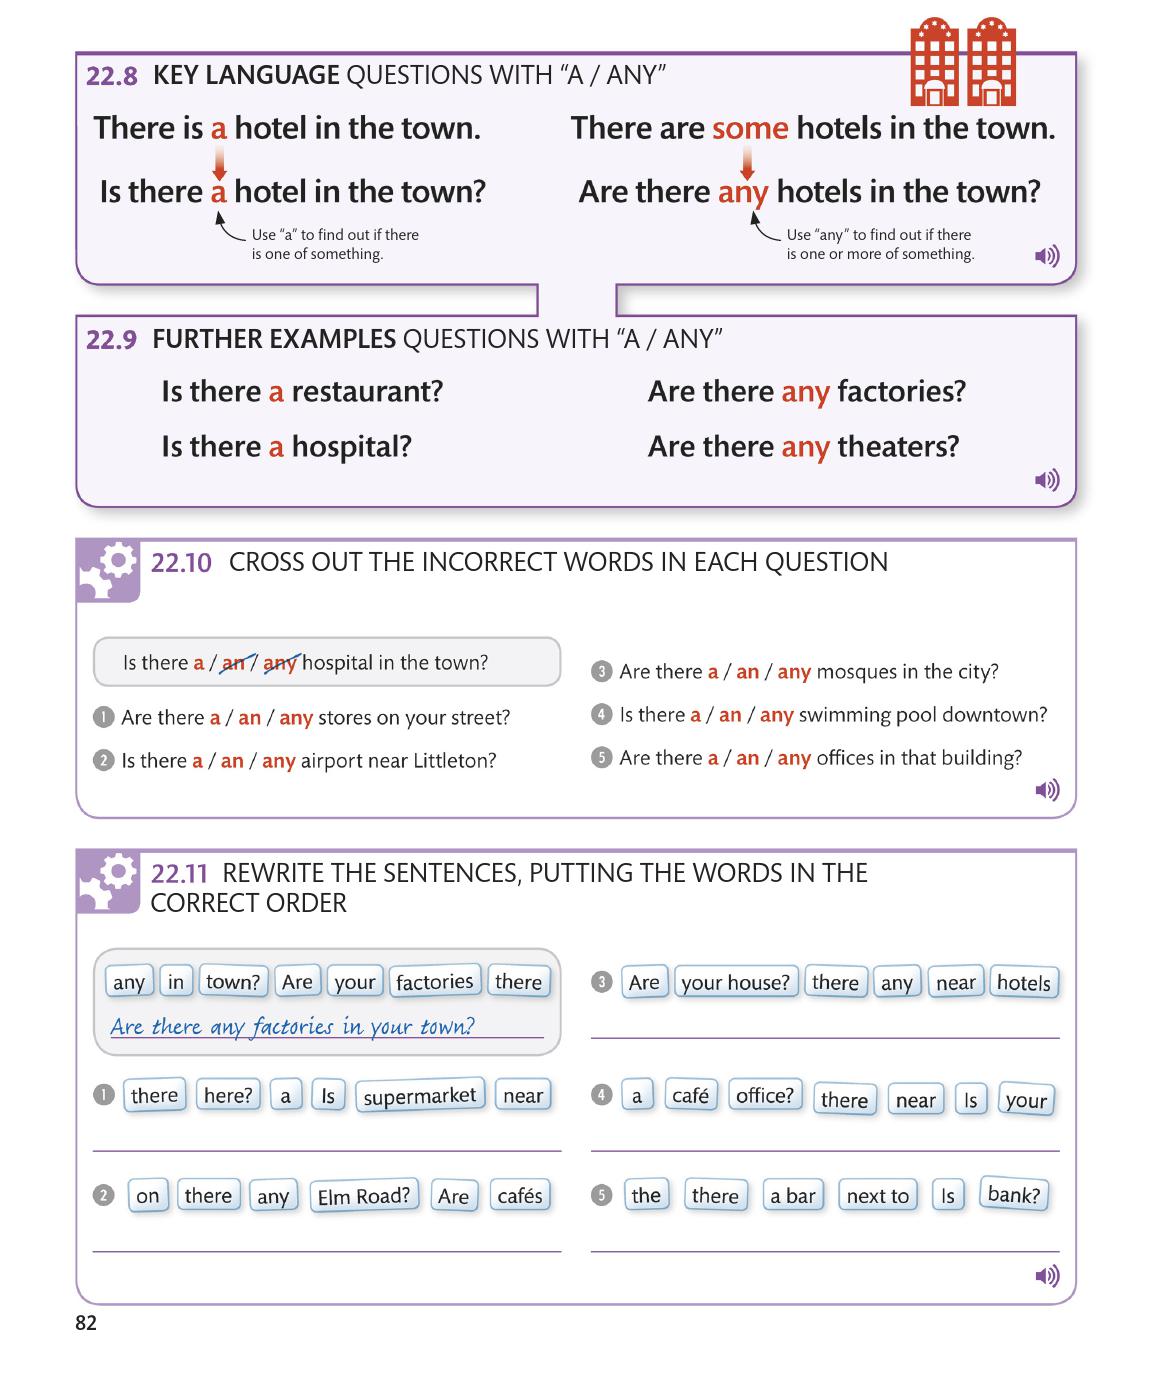 22.8 KEY LANGUAGE QUESTIONS WITH “A / ANY”
There is a hotel in the town.
Is there a hotel in the town?
Use “a” to find out if there
is one of something.
There are some hotels in the town.
Are there any hotels in the town?
Use “any” to find out if there
is one or more of something.
22.9 FURTHER EXAMPLES QUESTIONS WITH “A / ANY”
Is there a restaurant?
Is there a hospital?
Are there any factories?
Are there any theaters?
22.10 CROSS OUT THE INCORRECT WORDS IN EACH QUESTION
Is there a / an / any hospital in the town?
1 Are there a / an / any stores on your street?
2 Is there a / an / any airport near Littleton?
3 Are there a / an / any mosques in the city?
4 Is there a / an / any swimming pool downtown?
5 Are there a / an / any offices in that building?
22.11 REWRITE THE SENTENCES, PUTTING THE WORDS IN THE
CORRECT ORDER
any in town? Are your factories there
Are there any factories in your town?
1 there here? a Is supermarket near
2 on there any Elm Road? Are cafés
3 Are your house? there any near hotels
4 a café office? there near Is your
5 the there a bar next to Is bank?
82